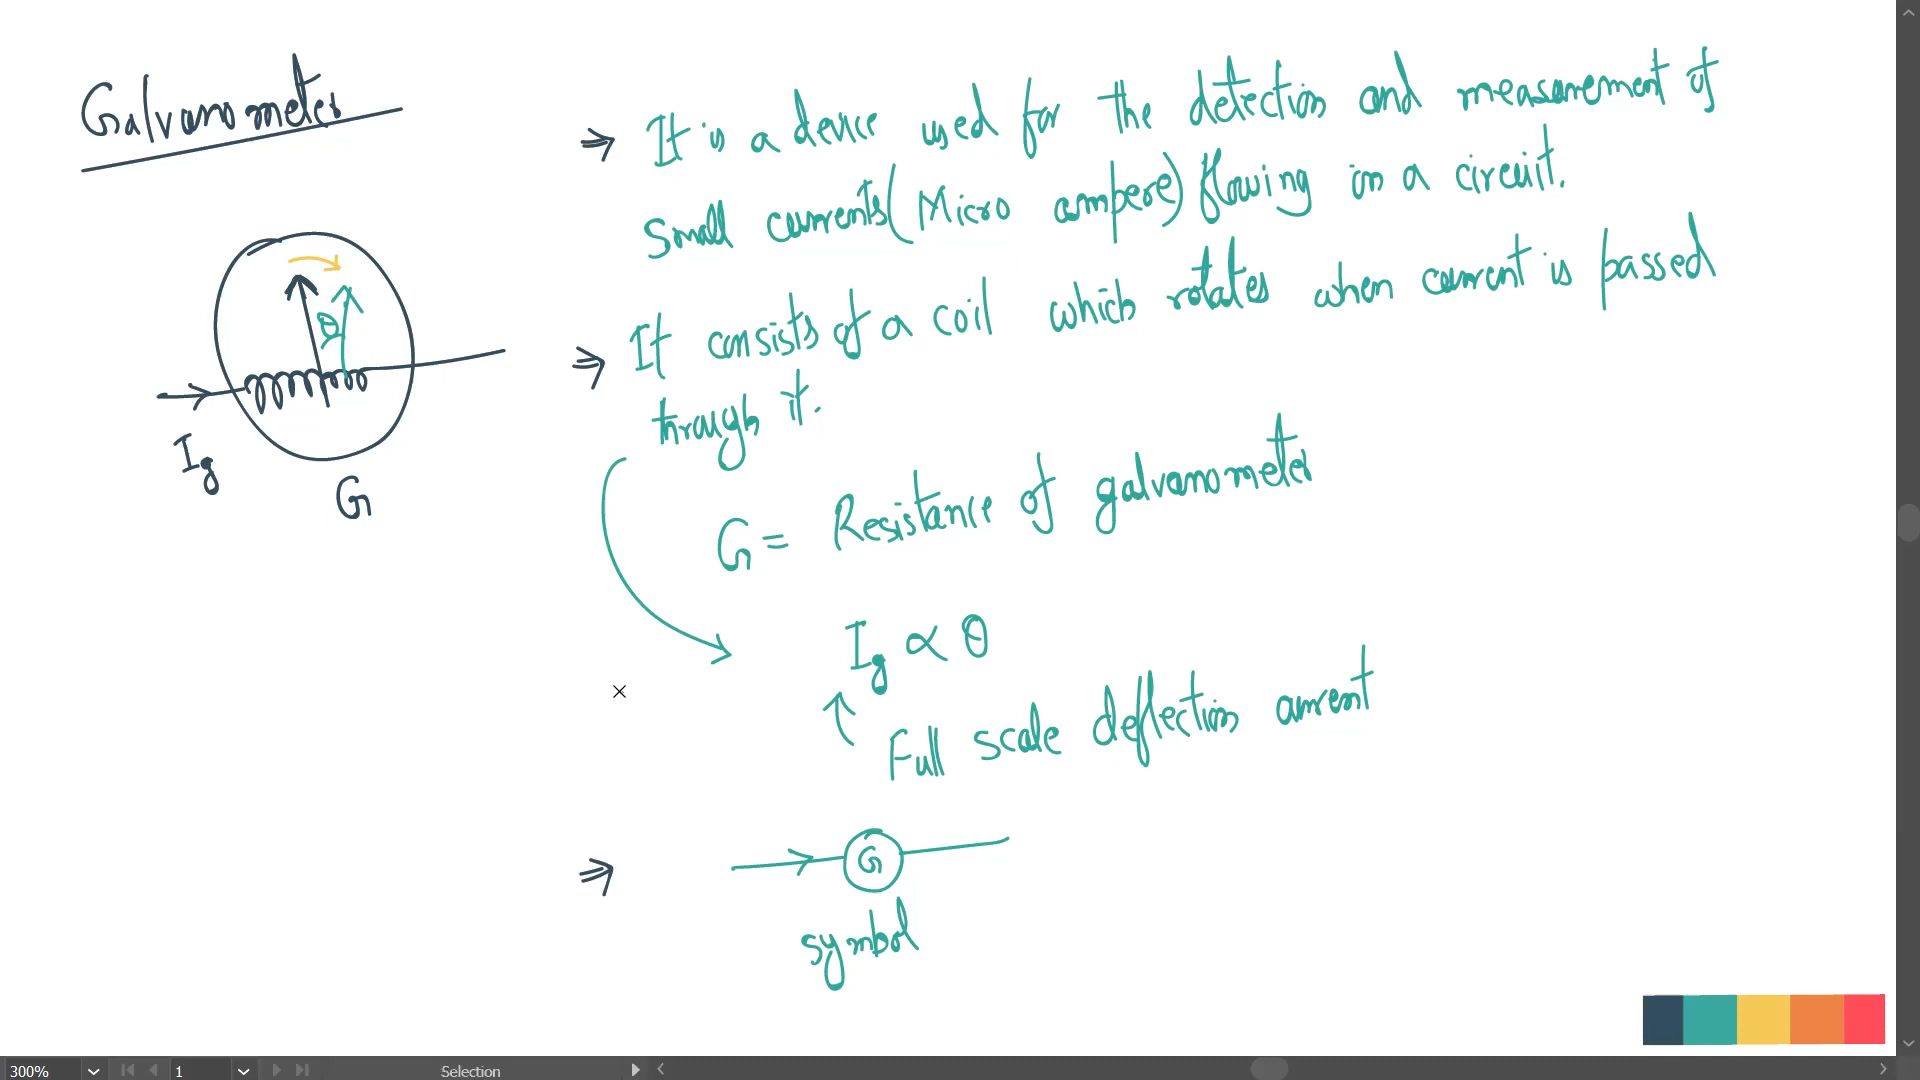 Galvanometer
⇒ It is a device used for the detection and measurement of
small currents (Micro ampere) flowing in a circuit.
⇒ It consists of a coil which rotates when current is passed
through it.
θ
Ig
G
G = Resistance of galvanometer
Ig ∝ θ
Full scale deflection current
⇒ G
symbol
300%
1
Selection